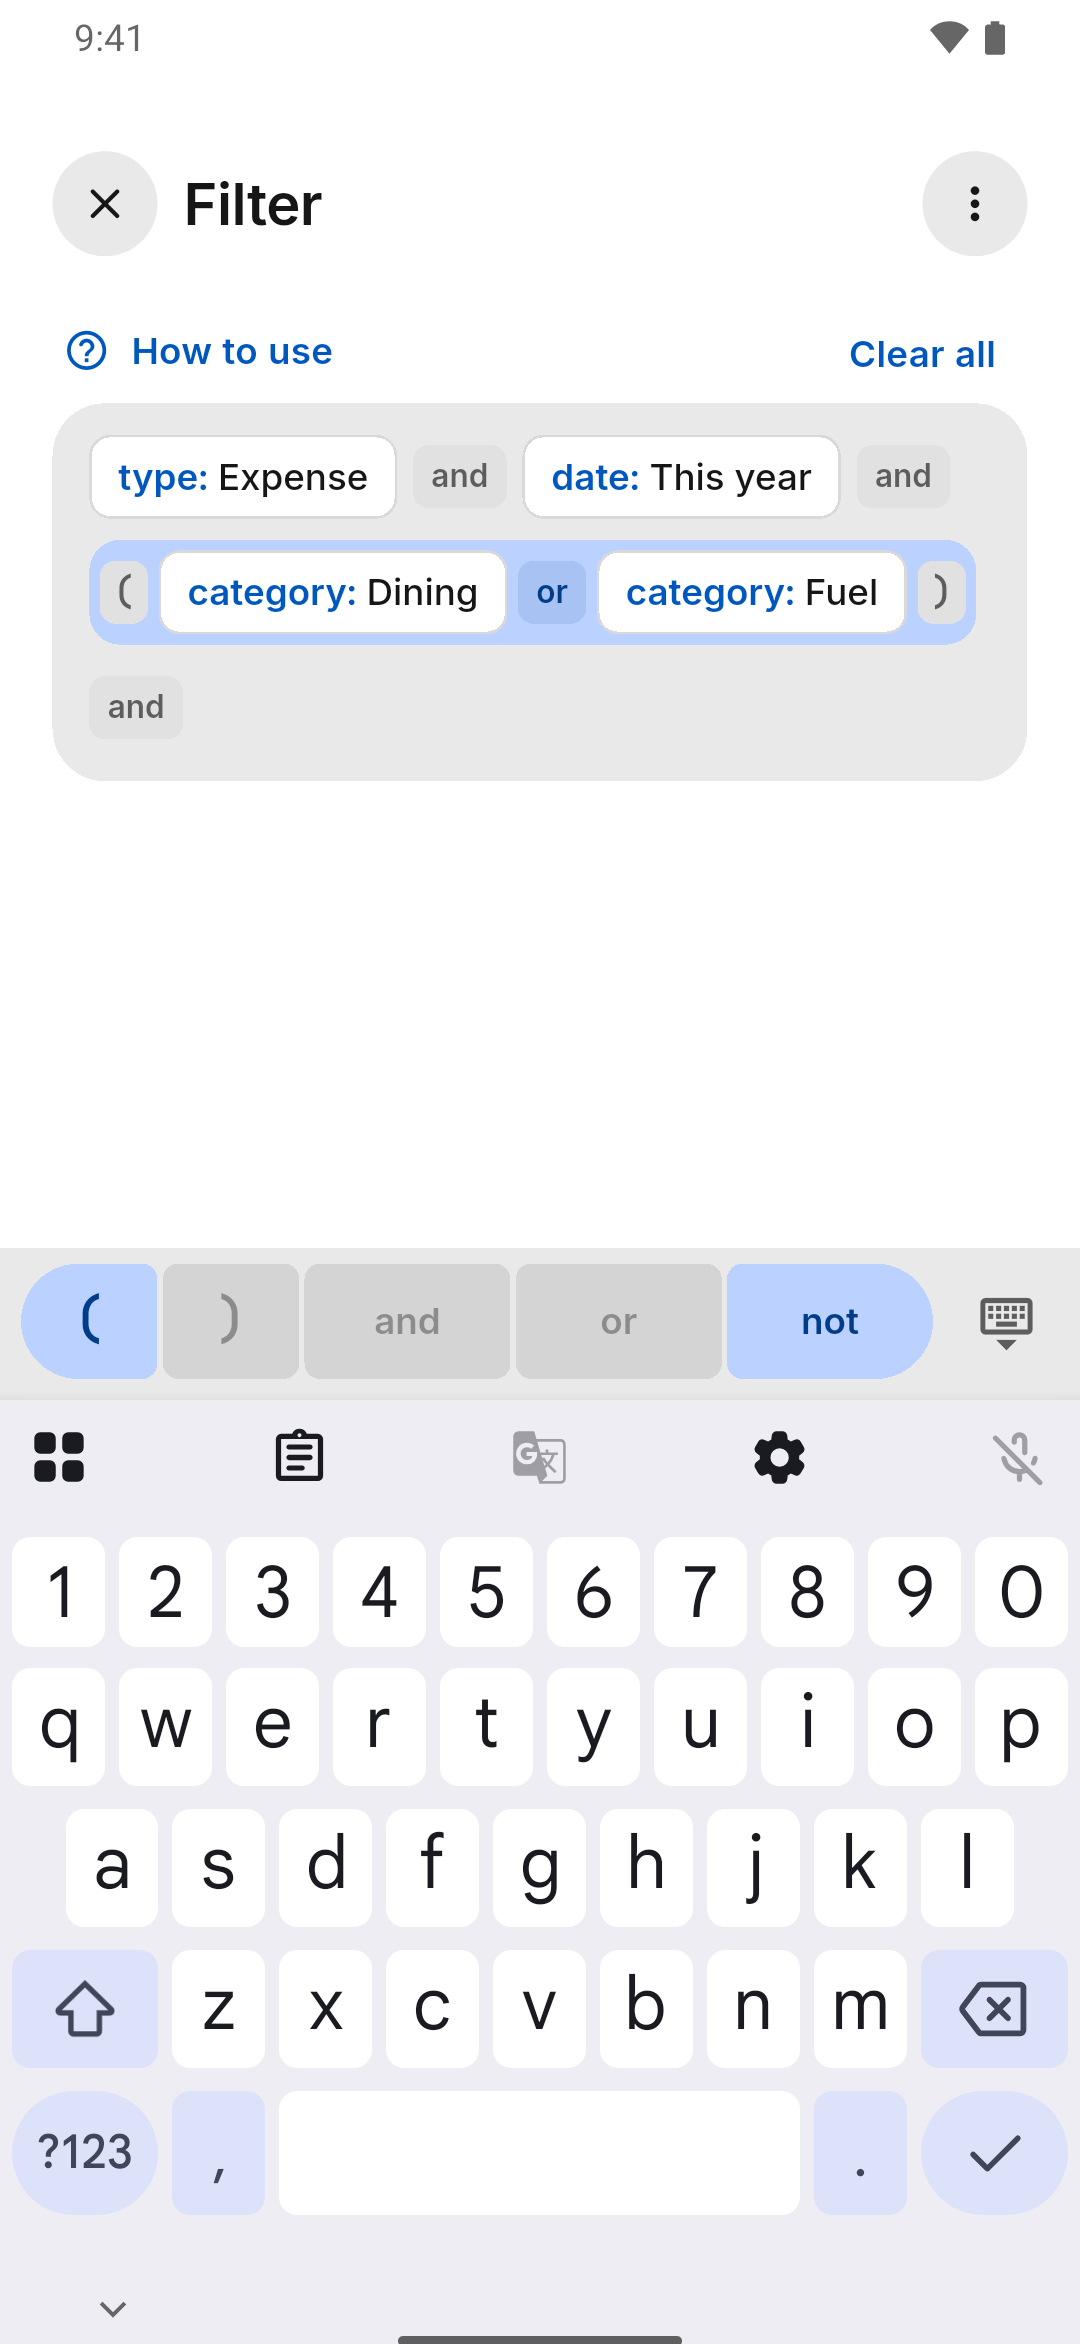 9:41
Filter
How to use
Clear all
type: Expense and date: This year and
( category: Dining or category: Fuel )
and
( ) and or not
1 2 3 4 5 6 7 8 9 0
q w e r t y u i o p
a s d f g h j k l
z x c v b n m
?123 , .